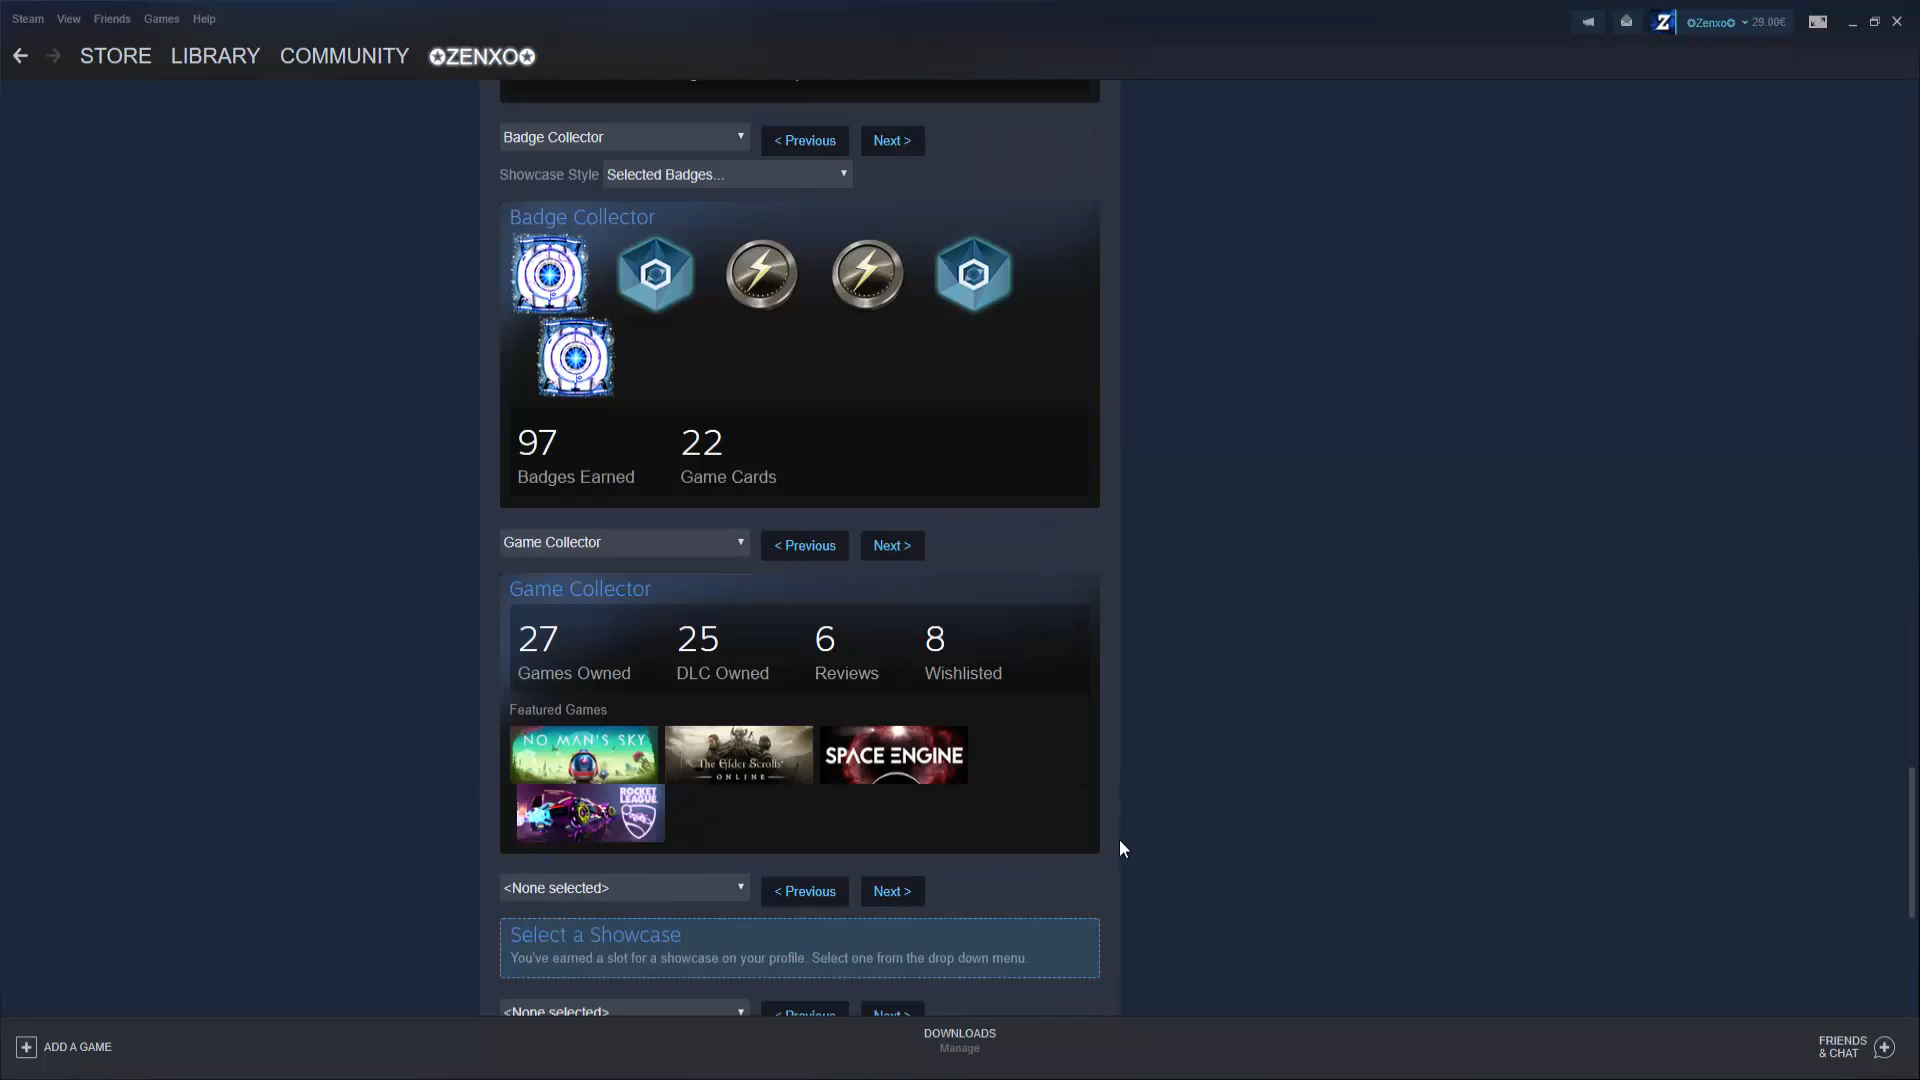 Steam View Friends Games Help
✪Zenxo✪ 29.00€
STORE LIBRARY COMMUNITY ✪ZENXO✪
Badge Collector < Previous Next >
Showcase Style Selected Badges...
Badge Collector
97 22
Badges Earned Game Cards
Game Collector < Previous Next >
Game Collector
27 25 6 8
Games Owned DLC Owned Reviews Wishlisted
Featured Games
NO MAN'S SKY
The Elder Scrolls
ONLINE
SPACE ENGINE
ROCKET
LEAGUE
<None selected> < Previous Next >
Select a Showcase
You've earned a slot for a showcase on your profile. Select one from the drop down menu.
<None selected> < Previous Next >
ADD A GAME
DOWNLOADS
Manage
FRIENDS
& CHAT